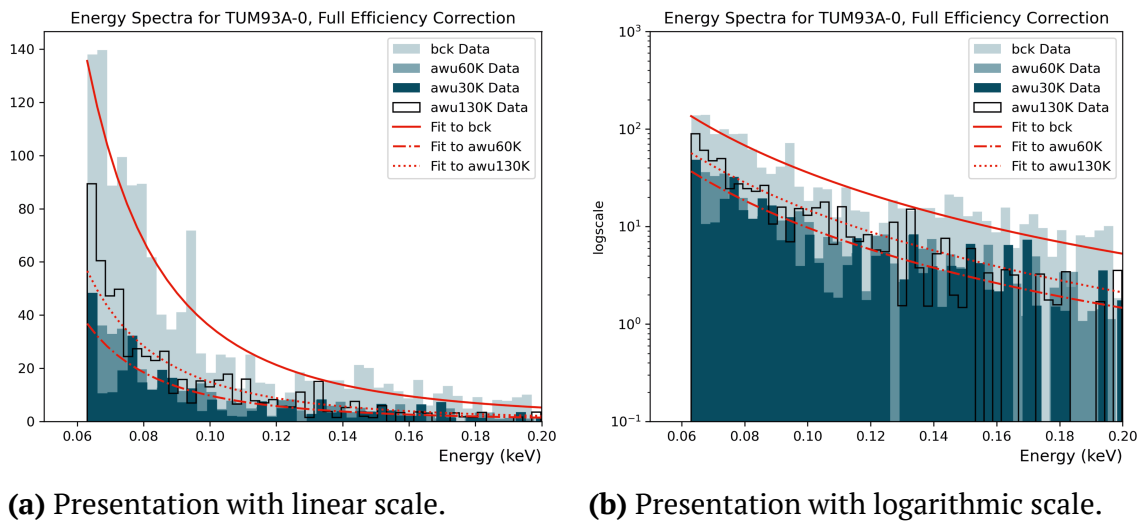 Energy Spectra for TUM93A-0, Full Efficiency Correction
140
120
100
80
60
40
20
0
bck Data
awu60K Data
awu30K Data
awu130K Data
Fit to bck
Fit to awu60K
Fit to awu130K
0.06 0.08 0.10 0.12 0.14 0.16 0.18 0.20
Energy (keV)
(a) Presentation with linear scale.
Energy Spectra for TUM93A-0, Full Efficiency Correction
10³
10²
10¹
10⁰
10⁻¹
logscale
bck Data
awu60K Data
awu30K Data
awu130K Data
Fit to bck
Fit to awu60K
Fit to awu130K
0.06 0.08 0.10 0.12 0.14 0.16 0.18 0.20
Energy (keV)
(b) Presentation with logarithmic scale.